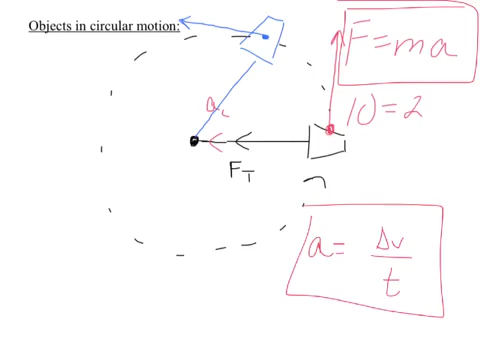 Objects in circular motion:
F = ma
10 = 2
a_c
F_T
a = Δv/t